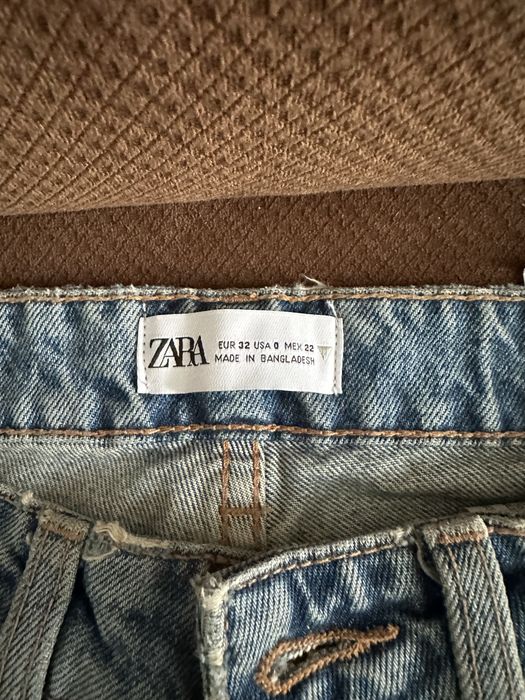 ZARA
EUR 32 USA 0 MEX 22
MADE IN BANGLADESH